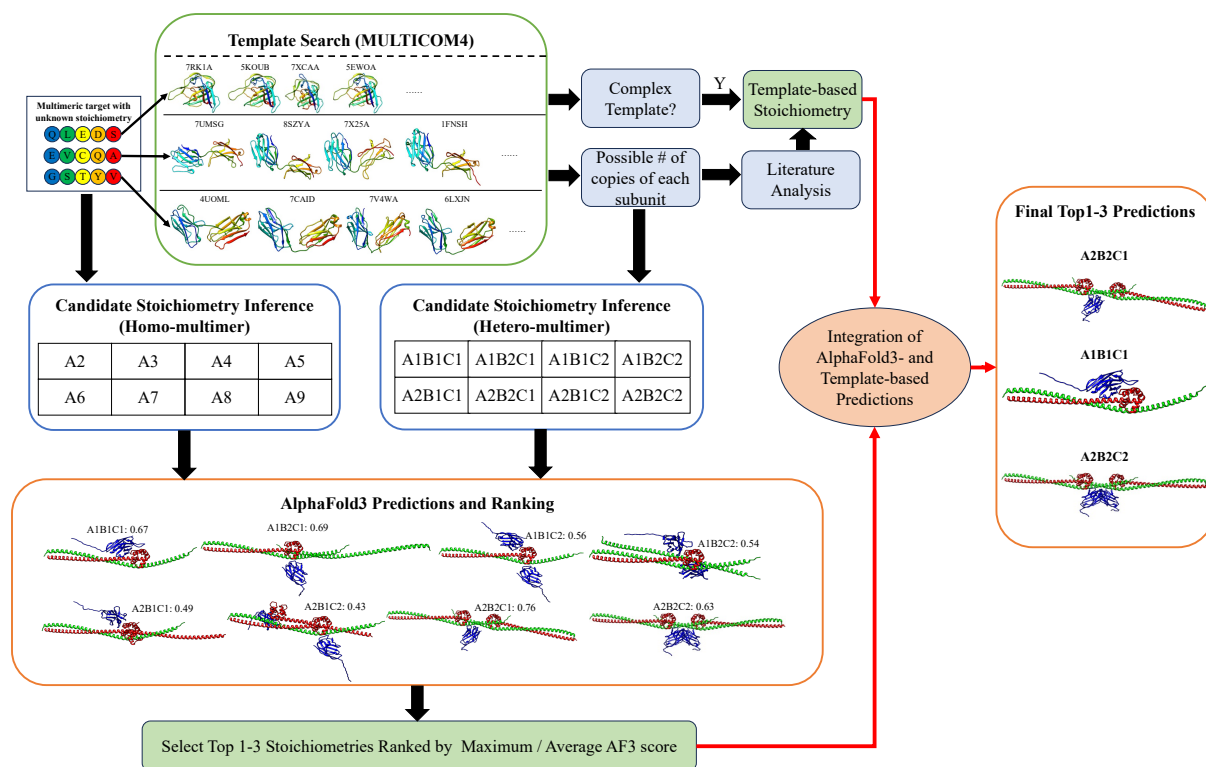 Template Search (MULTICOM4)
7RK1A 5KOUB 7XCAA 5EWOA
......
Multimeric target with
unknown stoichiometry
Q L E D S
E V C Q A
G S T Y V
7UMSG 8SZYA 7X25A 1FNSH
......
4UOML 7CAID 7V4WA 6LXJN
......
Complex
Template?
Y
Template-based
Stoichiometry
Possible #of
copies of each
subunit
Literature
Analysis
Candidate Stoichiometry Inference
(Homo-multimer)
A2 A3 A4 A5
A6 A7 A8 A9
Candidate Stoichiometry Inference
(Hetero-multimer)
A1B1C1 A1B2C1 A1B1C2 A1B2C2
A2B1C1 A2B2C1 A2B1C2 A2B2C2
Integration of
AlphaFold3- and
Template-based
Predictions
Final Top1-3 Predictions
A2B2C1
A1B1C1
A2B2C2
AlphaFold3 Predictions and Ranking
A1B1C1: 0.67
A1B2C1: 0.69
A1B1C2: 0.56
A1B2C2: 0.54
A2B1C1: 0.49
A2B1C2: 0.43
A2B2C1: 0.76
A2B2C2: 0.63
Select Top 1-3 Stoichiometries Ranked by Maximum / Average AF3 score